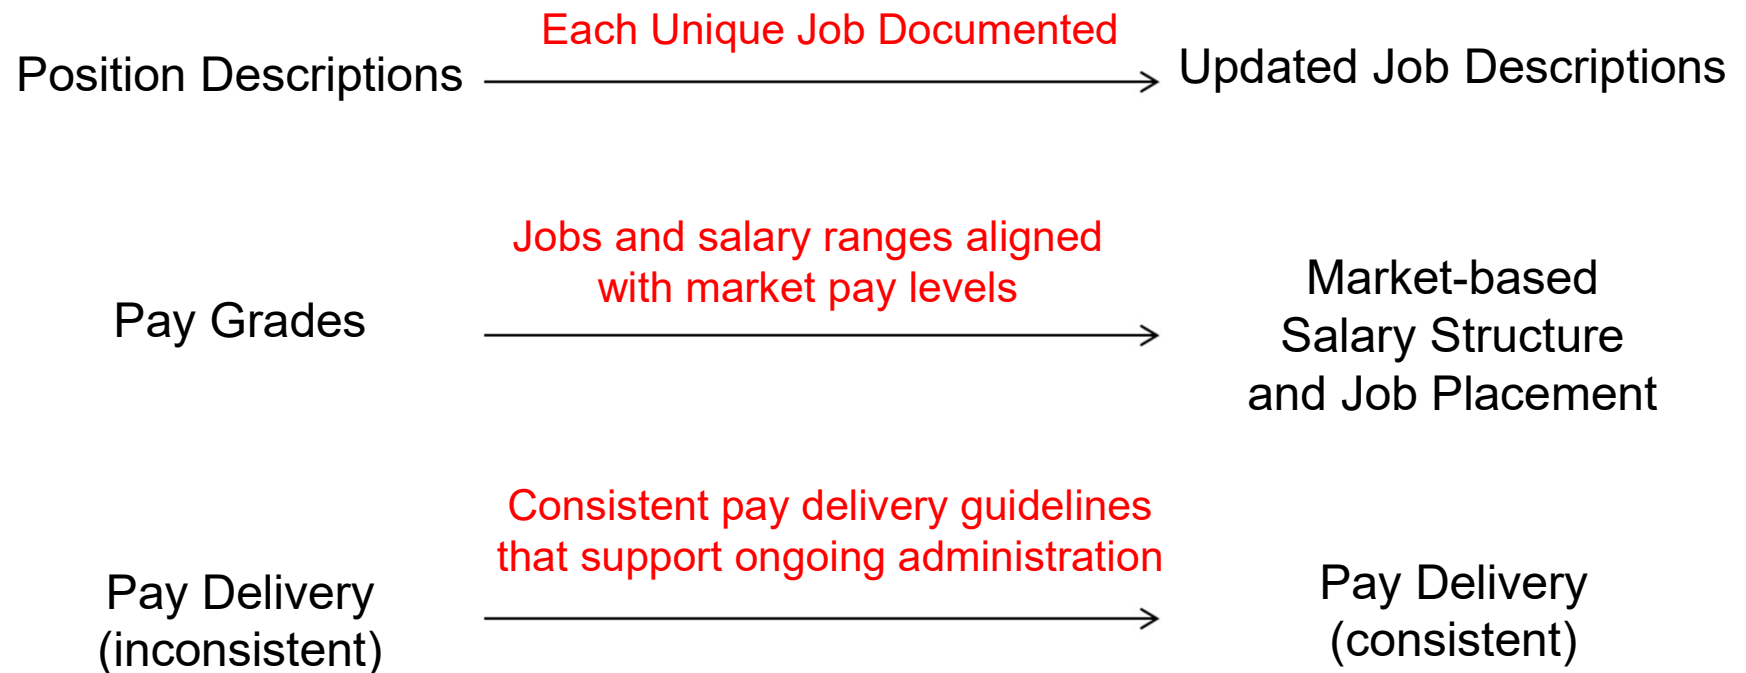 Each Unique Job Documented
Position Descriptions
Updated Job Descriptions
Jobs and salary ranges aligned
with market pay levels
Pay Grades
Market-based
Salary Structure
and Job Placement
Consistent pay delivery guidelines
that support ongoing administration
Pay Delivery
(inconsistent)
Pay Delivery
(consistent)